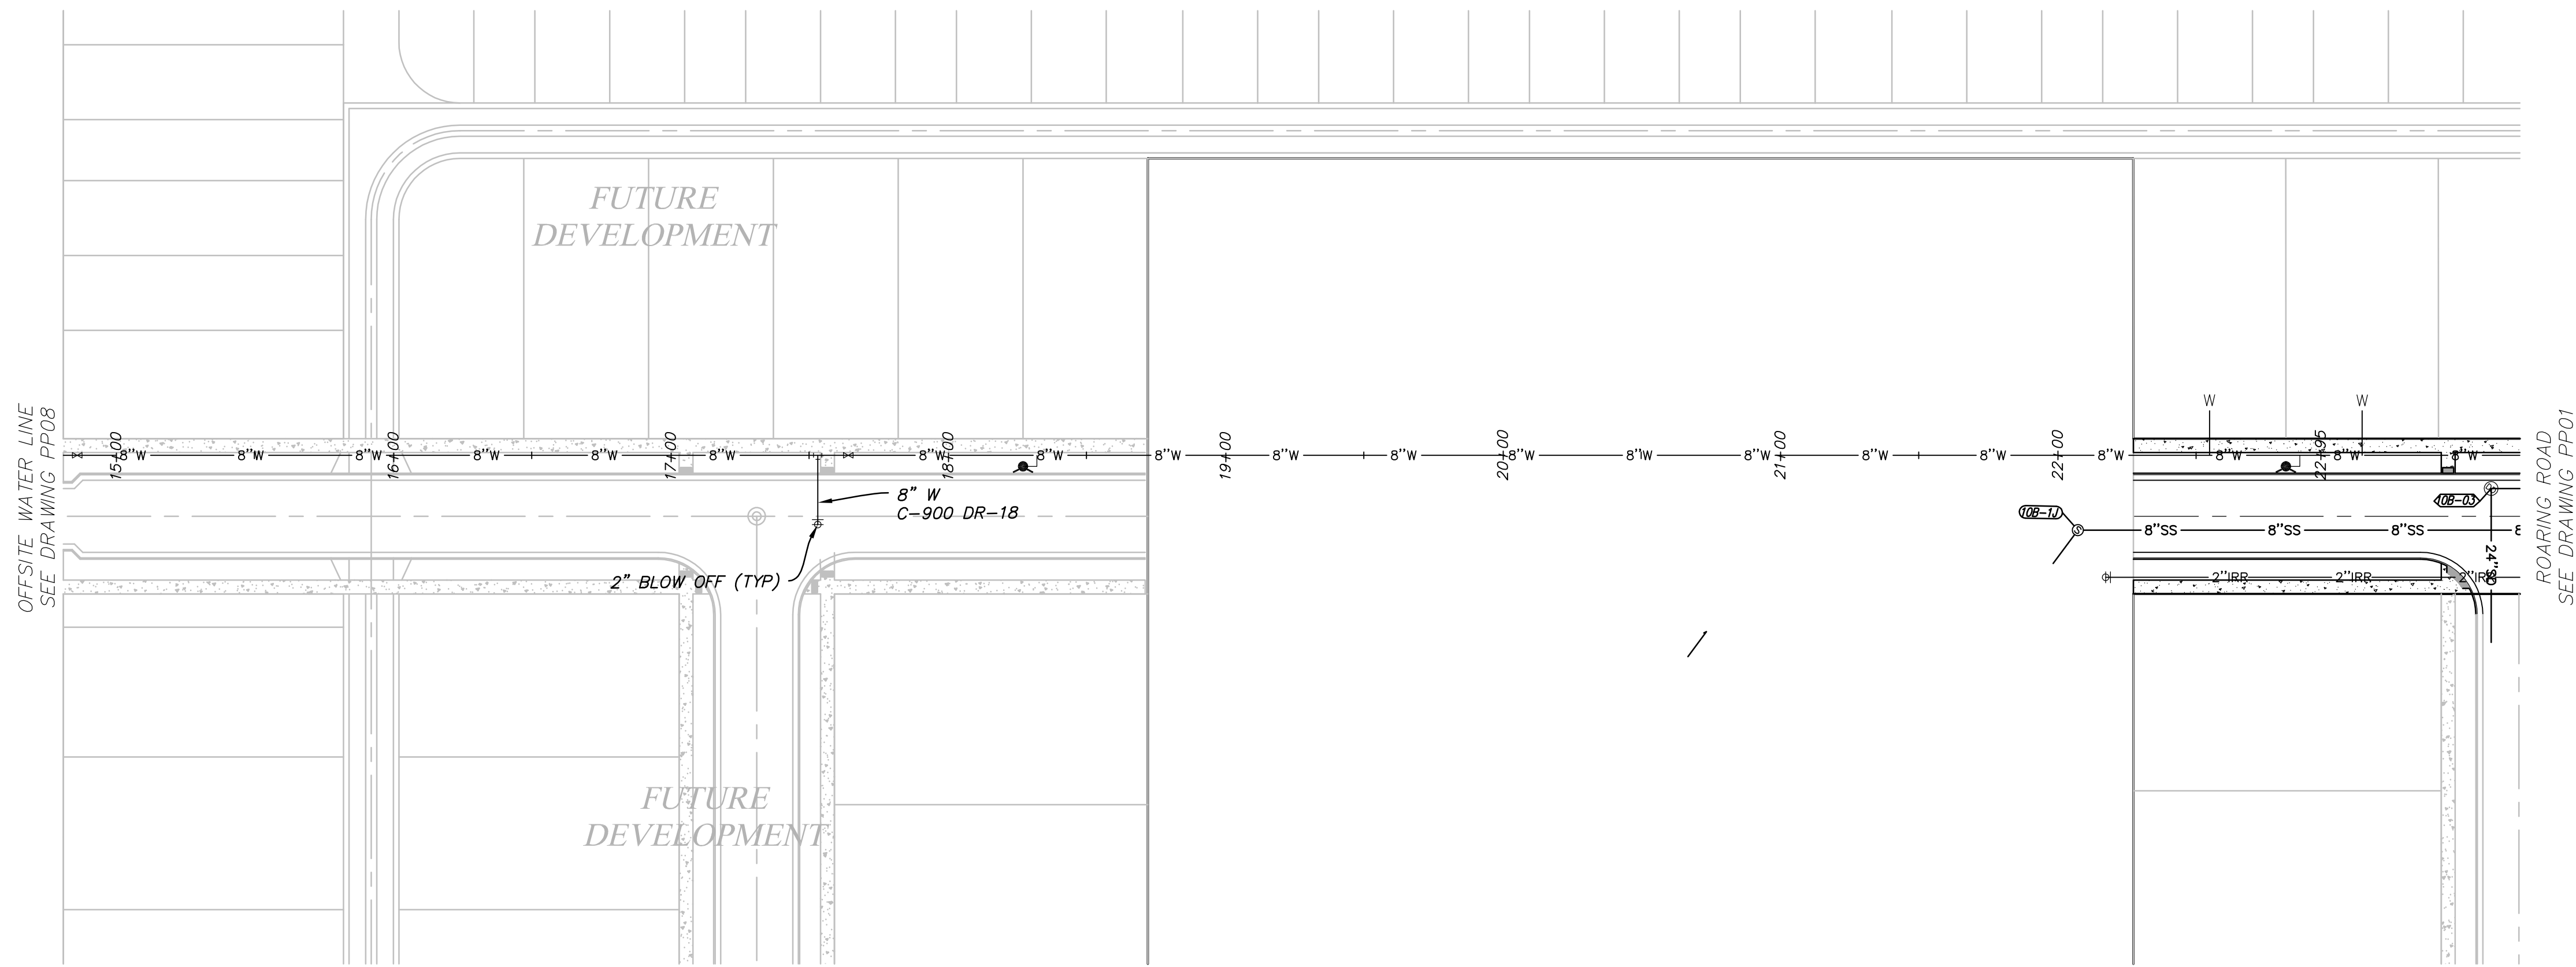 FUTURE
DEVELOPMENT
OFFSITE WATER LINE
SEE DRAWING PP08
15+00
16+00
17+00
18+00
19+00
20+00
21+00
22+00
22+95
8"W 8"W 8"W 8"W 8"W 8"W 8"W 8"W 8"W 8"W 8"W 8"W 8"W 8"W 8"W 8"W 8"W 8"W 8"W 8"W
W
W
8" W
C-900 DR-18
2" BLOW OFF (TYP)
10B-1J
10B-03
8"SS 8"SS 8"SS
24"SD
2"IRR 2"IRR 2"IRR
ROARING ROAD
SEE DRAWING PP01
FUTURE
DEVELOPMENT